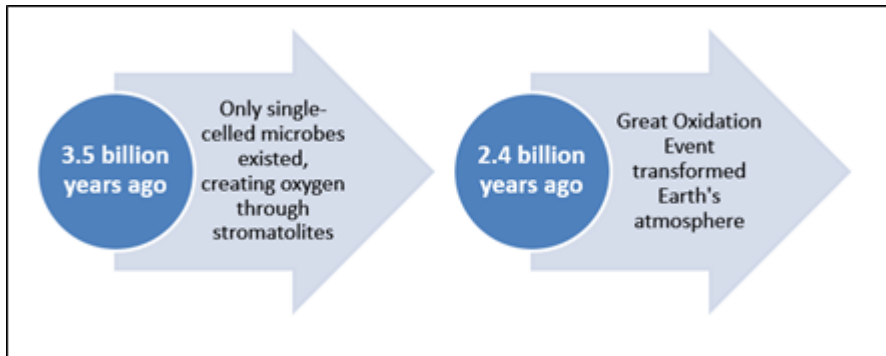 3.5 billion
years ago
Only single-
celled microbes
existed,
creating oxygen
through
stromatolites
2.4 billion
years ago
Great Oxidation
Event
transformed
Earth's
atmosphere